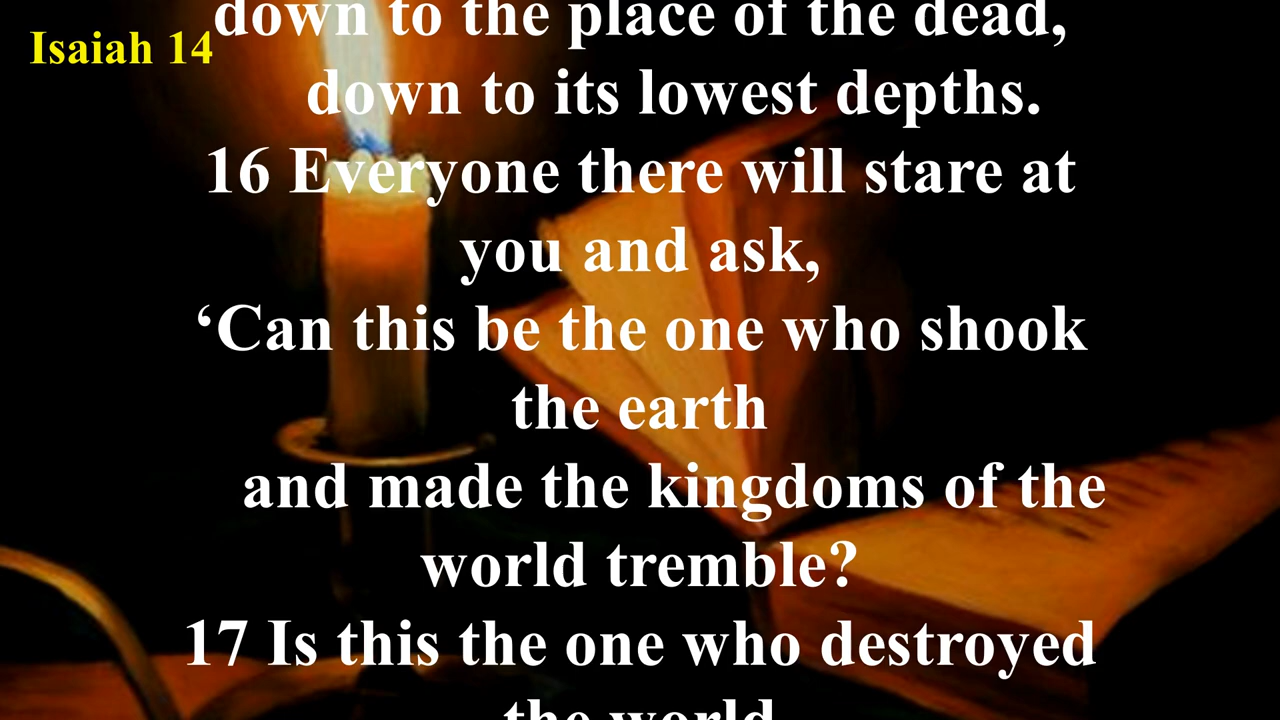 Isaiah 14
down to the place of the dead,
down to its lowest depths.
16 Everyone there will stare at
you and ask,
‘Can this be the one who shook
the earth
and made the kingdoms of the
world tremble?
17 Is this the one who destroyed
the world